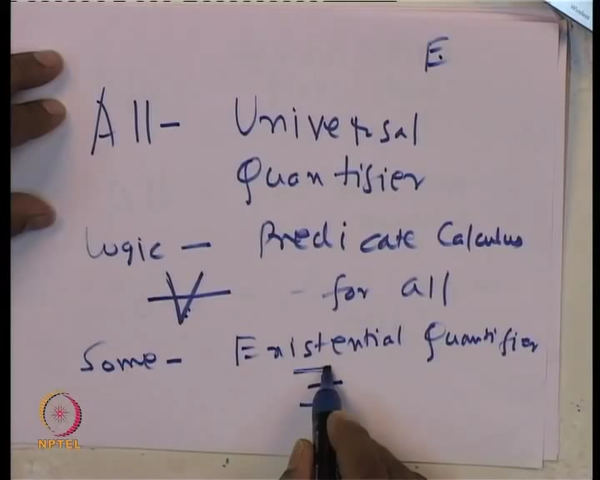 E
All - Universal
Quantifier
Logic - Predicate Calculus
∀ - for all
Some - Existential Quantifier
NPTEL